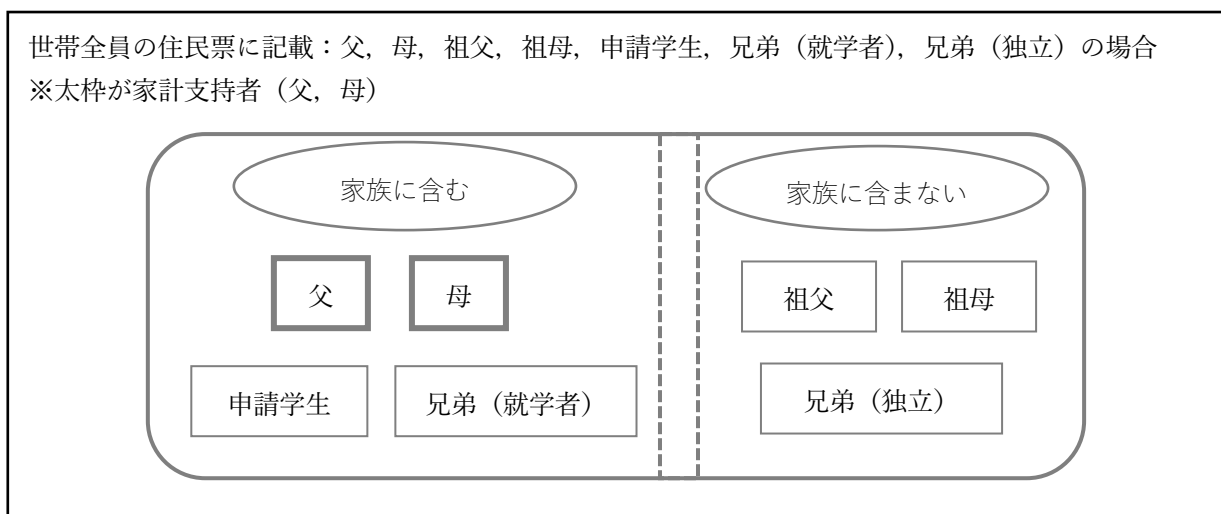 世帯全員の住民票に記載：父，母，祖父，祖母，申請学生，兄弟（就学者），兄弟（独立）の場合
※太枠が家計支持者（父，母）
家族に含む
家族に含まない
父
母
祖父
祖母
申請学生
兄弟（就学者）
兄弟（独立）